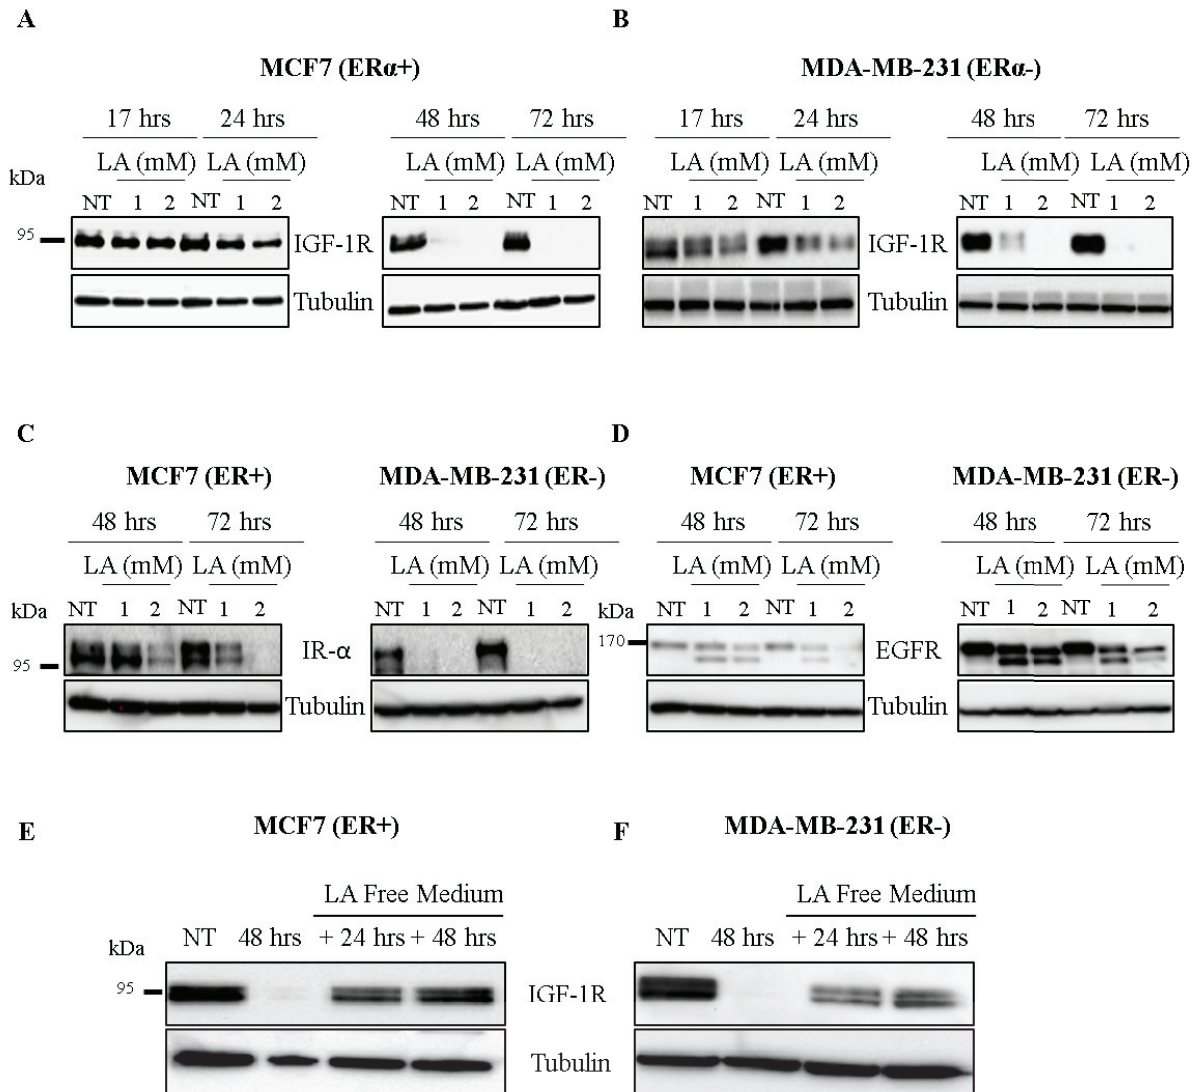 A
MCF7 (ERα+)
17 hrs 24 hrs 48 hrs 72 hrs
LA (mM) LA (mM) LA (mM) LA (mM)
kDa
NT 1 2 NT 1 2 NT 1 2 NT 1 2
95 IGF-1R
Tubulin
B
MDA-MB-231 (ERα-)
17 hrs 24 hrs 48 hrs 72 hrs
LA (mM) LA (mM) LA (mM) LA (mM)
NT 1 2 NT 1 2 NT 1 2 NT 1 2
IGF-1R
Tubulin
C
MCF7 (ER+) MDA-MB-231 (ER-)
48 hrs 72 hrs 48 hrs 72 hrs
LA (mM) LA (mM) LA (mM) LA (mM)
kDa NT 1 2 NT 1 2 NT 1 2 NT 1 2
95 IR-α
Tubulin
D
MCF7 (ER+) MDA-MB-231 (ER-)
48 hrs 72 hrs 48 hrs 72 hrs
LA (mM) LA (mM) LA (mM) LA (mM)
kDa NT 1 2 NT 1 2 NT 1 2 NT 1 2
170 EGFR
Tubulin
E
MCF7 (ER+)
LA Free Medium
NT 48 hrs + 24 hrs + 48 hrs
kDa
95 IGF-1R
Tubulin
F
MDA-MB-231 (ER-)
LA Free Medium
NT 48 hrs + 24 hrs + 48 hrs